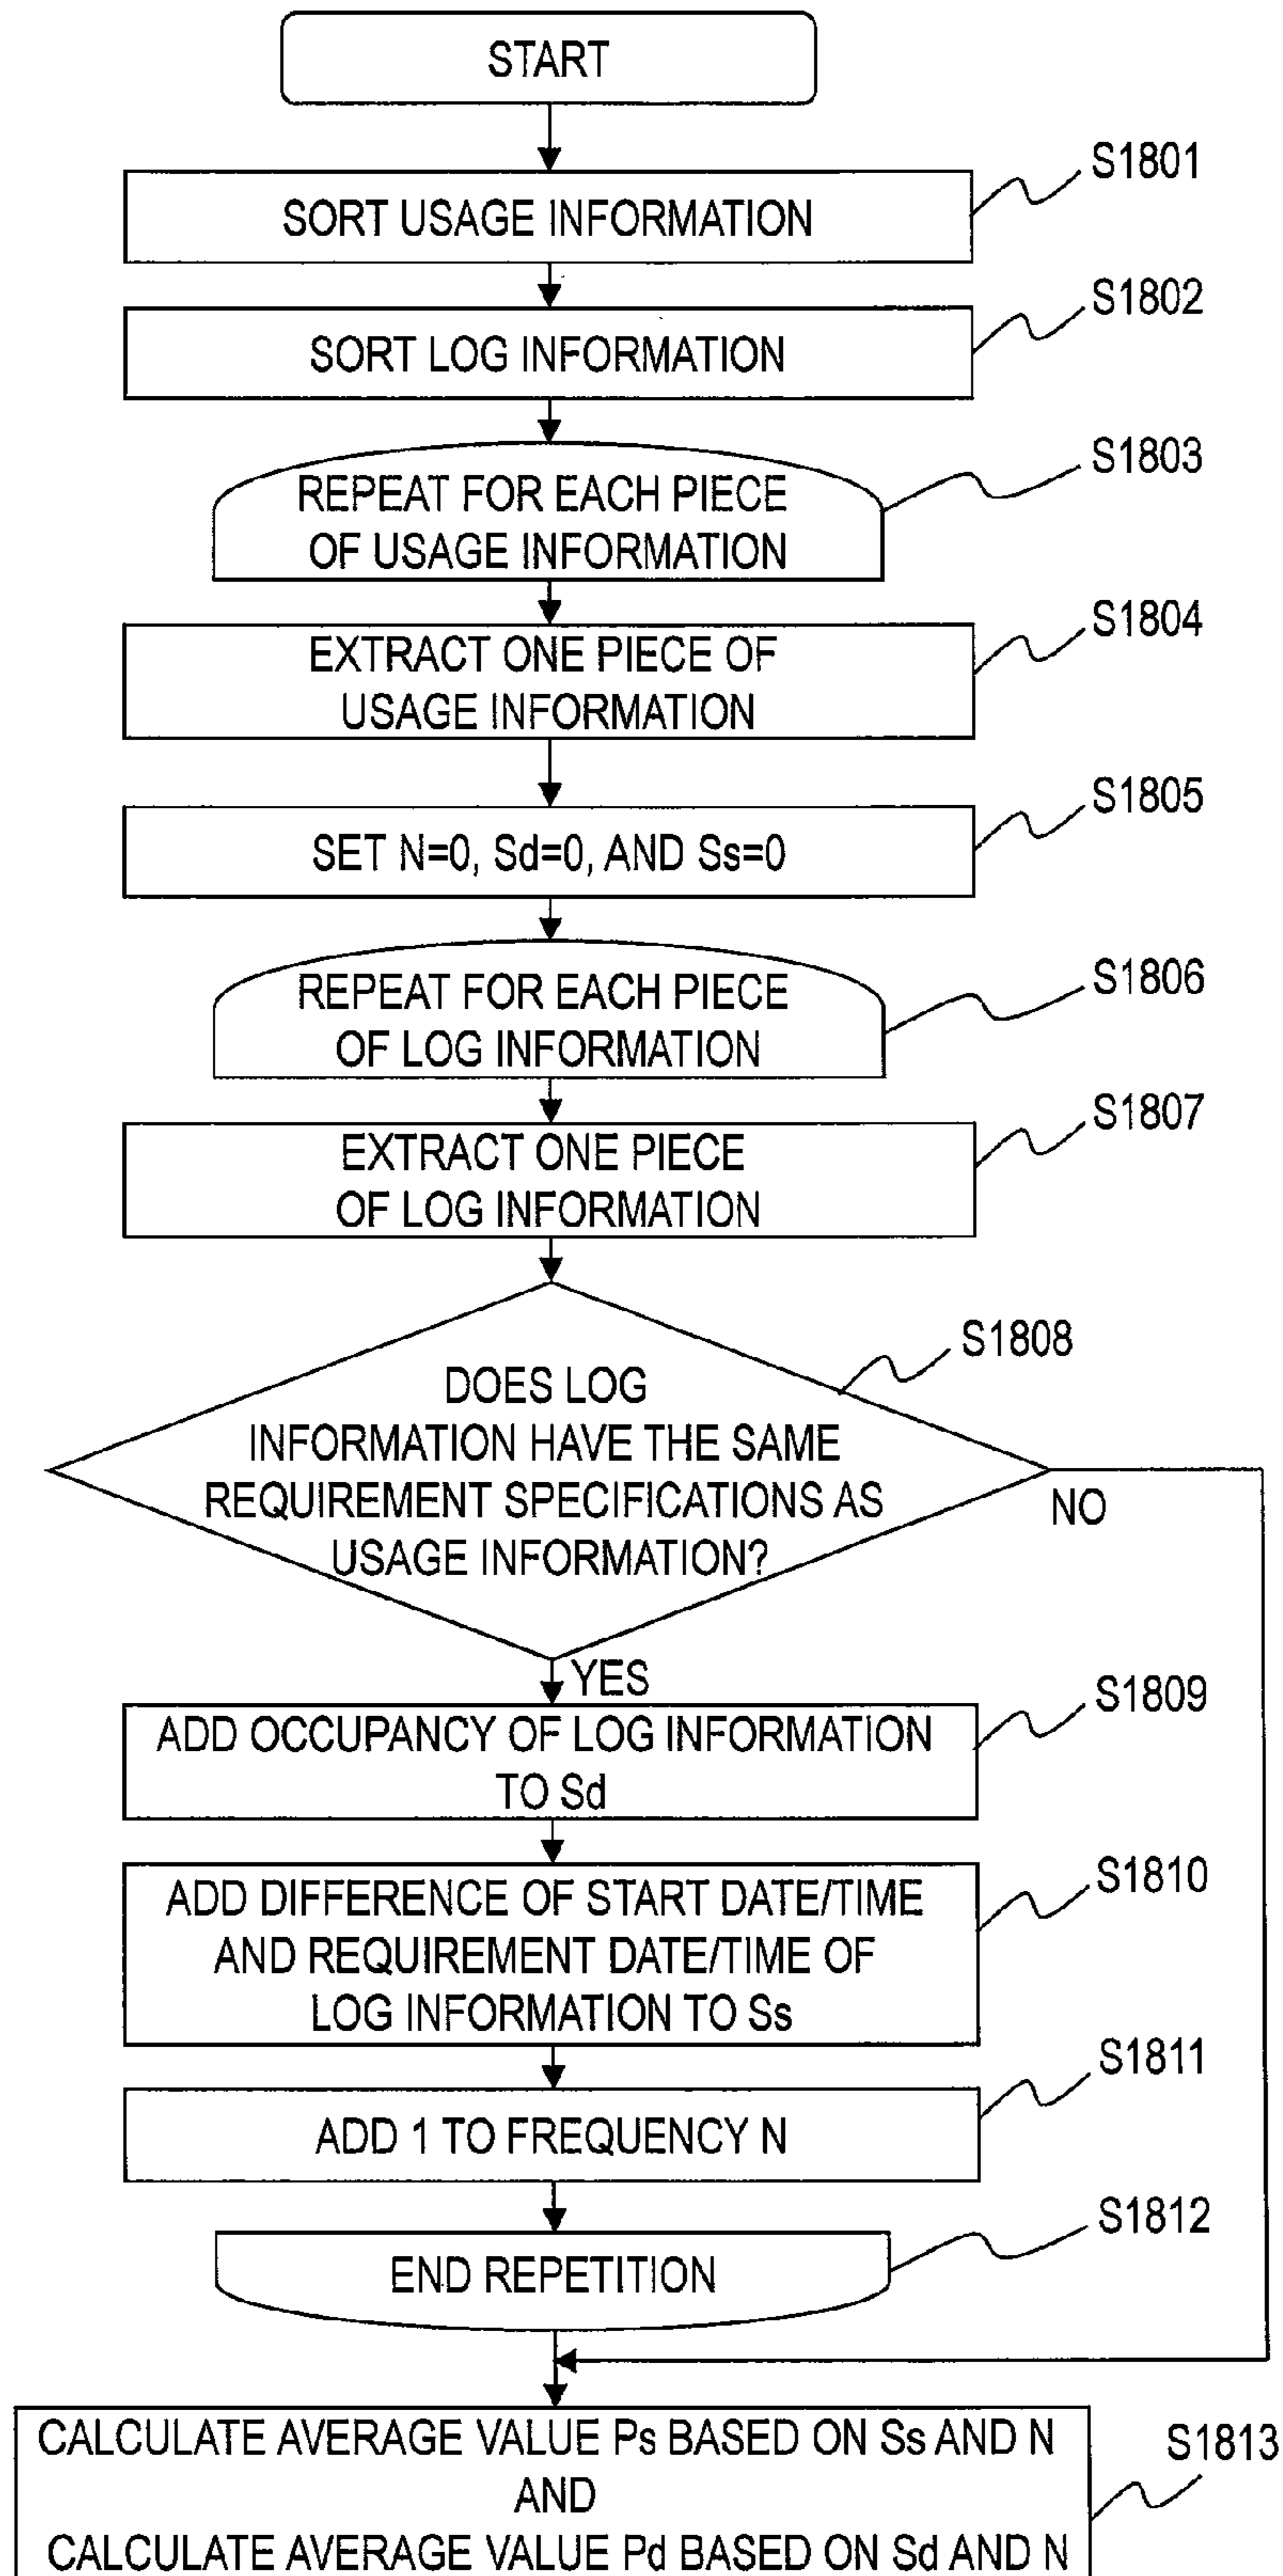 START
S1801
SORT USAGE INFORMATION
S1802
SORT LOG INFORMATION
S1803
REPEAT FOR EACH PIECE
OF USAGE INFORMATION
S1804
EXTRACT ONE PIECE OF
USAGE INFORMATION
S1805
SET N=0, Sd=0, AND Ss=0
S1806
REPEAT FOR EACH PIECE
OF LOG INFORMATION
S1807
EXTRACT ONE PIECE
OF LOG INFORMATION
S1808
DOES LOG
INFORMATION HAVE THE SAME
REQUIREMENT SPECIFICATIONS AS
USAGE INFORMATION?
NO
YES
S1809
ADD OCCUPANCY OF LOG INFORMATION
TO Sd
S1810
ADD DIFFERENCE OF START DATE/TIME
AND REQUIREMENT DATE/TIME OF
LOG INFORMATION TO Ss
S1811
ADD 1 TO FREQUENCY N
S1812
END REPETITION
S1813
CALCULATE AVERAGE VALUE Ps BASED ON Ss AND N
AND
CALCULATE AVERAGE VALUE Pd BASED ON Sd AND N